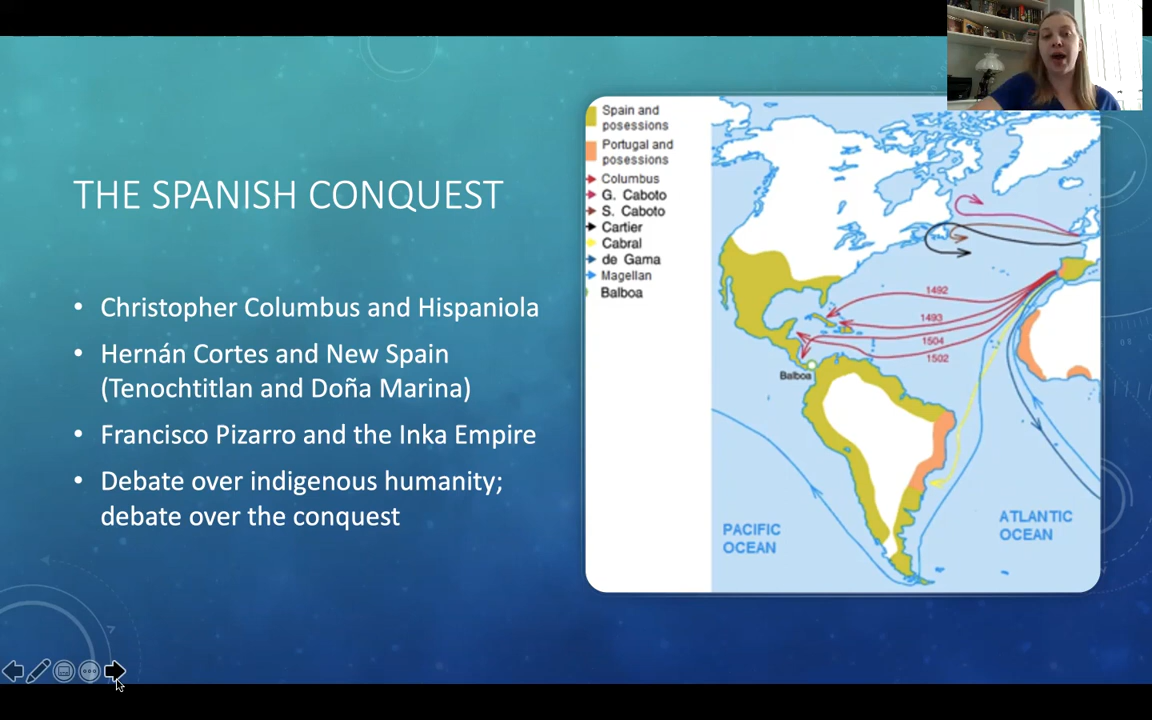 THE SPANISH CONQUEST
• Christopher Columbus and Hispaniola
• Hernán Cortes and New Spain
(Tenochtitlan and Doña Marina)
• Francisco Pizarro and the Inka Empire
• Debate over indigenous humanity;
debate over the conquest
Spain and
posessions
Portugal and
posessions
Columbus
G. Caboto
S. Caboto
Cartier
Cabral
de Gama
Magellan
Balboa
1492
1493
1504
1502
Balboa
PACIFIC
OCEAN
ATLANTIC
OCEAN